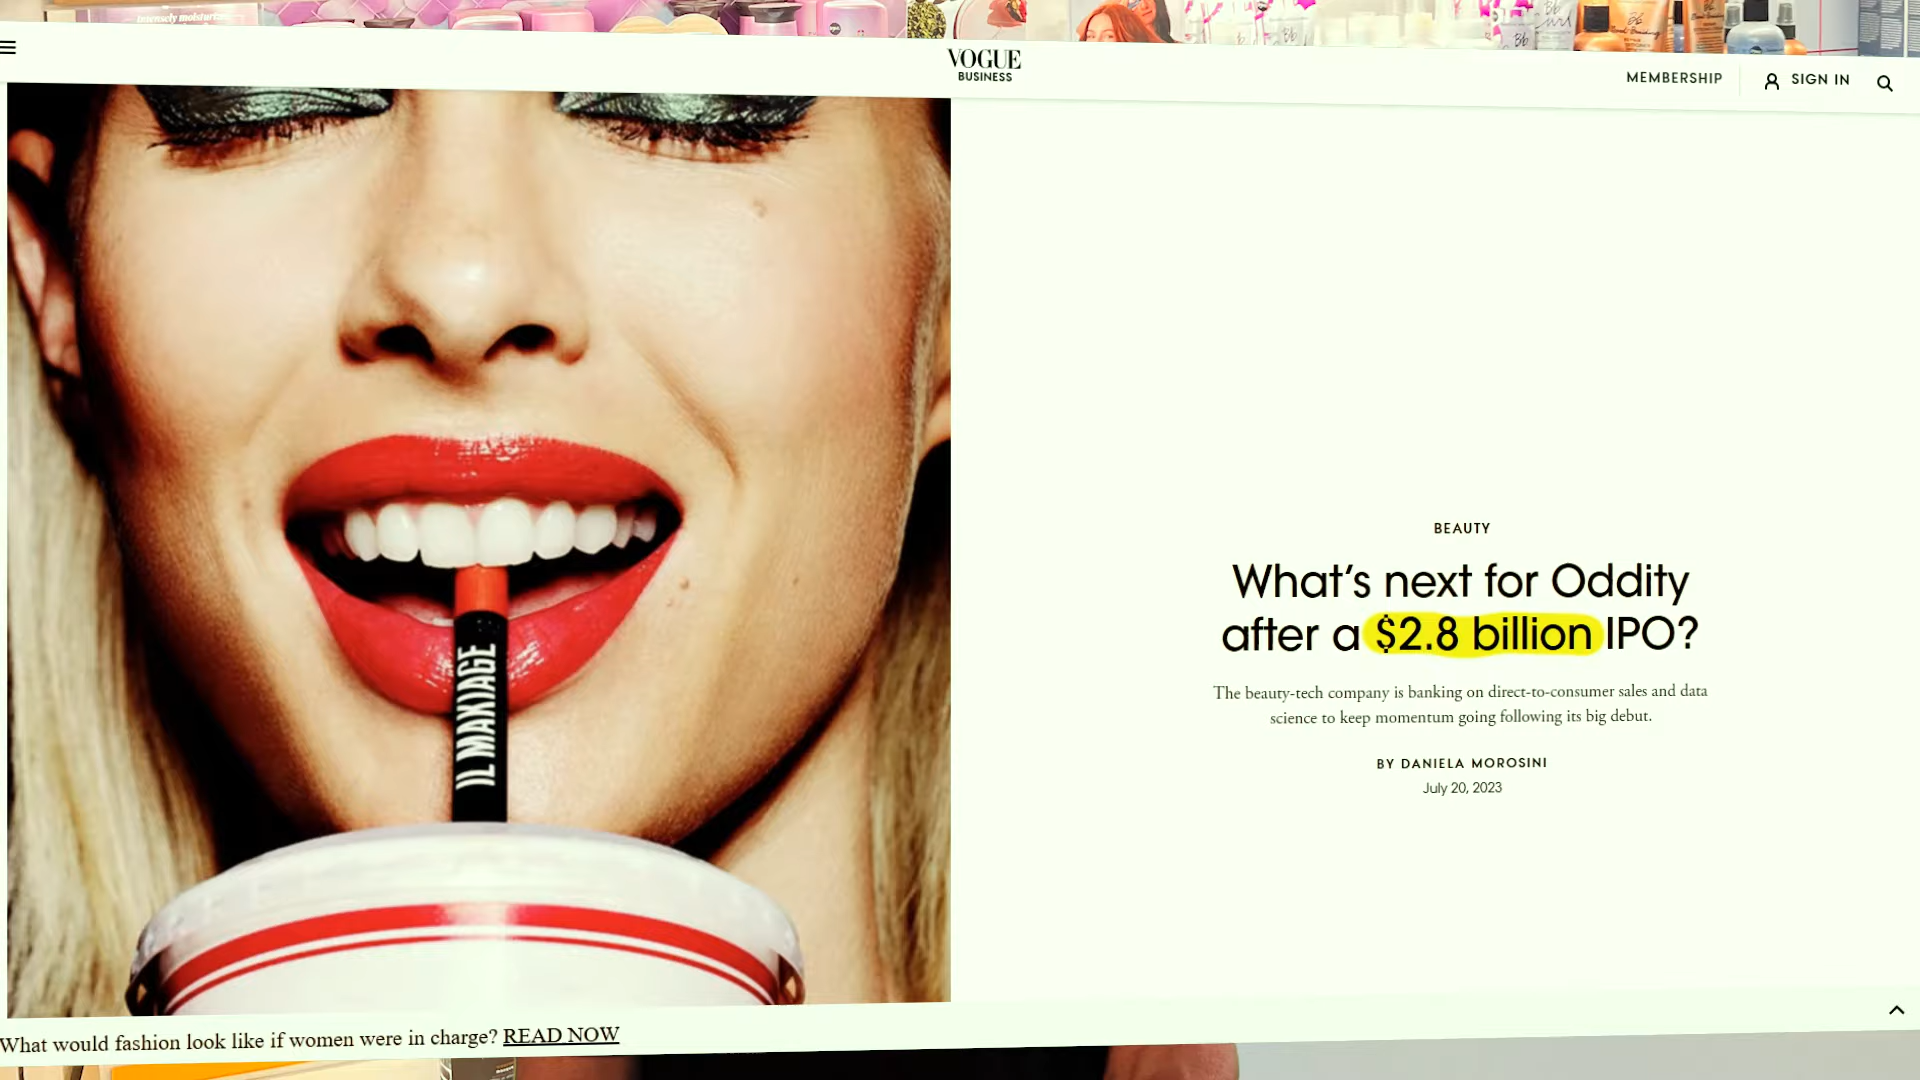 intensely moisturi
VOGUE
BUSINESS
MEMBERSHIP
SIGN IN
IL MAKIAGE
BEAUTY
What's next for Oddity
after a $2.8 billion IPO?
The beauty-tech company is banking on direct-to-consumer sales and data
science to keep momentum going following its big debut.
BY DANIELA MOROSINI
July 20, 2023
What would fashion look like if women were in charge? READ NOW